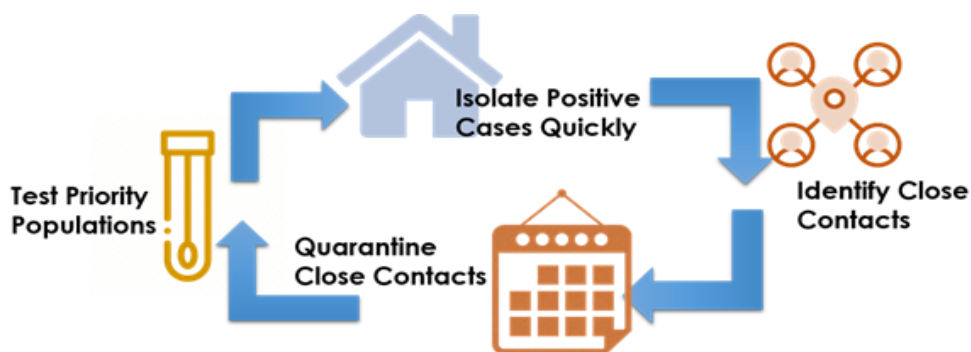 Isolate Positive
Cases Quickly
Identify Close
Contacts
Quarantine
Close Contacts
Test Priority
Populations